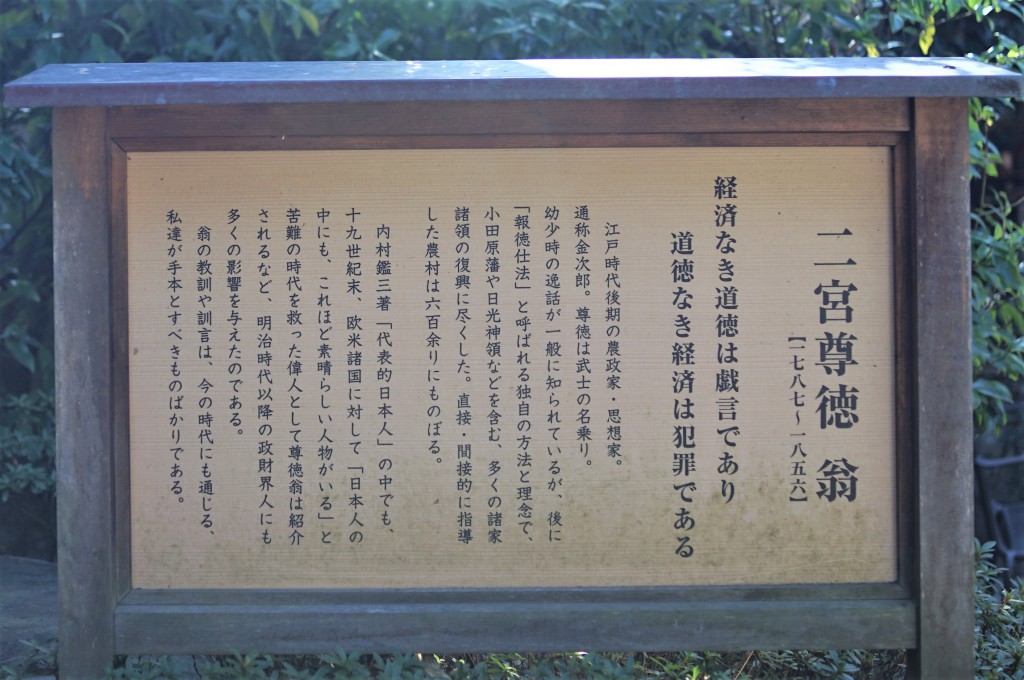 二宮尊徳 翁
【一七八七～一八五六】
経済なき道徳は戯言であり
道徳なき経済は犯罪である
江戸時代後期の農政家・思想家。
通称金次郎。尊徳は武士の名乗り。
幼少時の逸話が一般に知られているが、後に
「報徳仕法」と呼ばれる独自の方法と理念で、
小田原藩や日光神領などを含む、多くの諸家
諸領の復興に尽くした。直接・間接的に指導
した農村は六百余りにものぼる。
内村鑑三著「代表的日本人」の中でも、
十九世紀末、欧米諸国に対して「日本人の
中にも、これほど素晴らしい人物がいる」と
苦難の時代を救った偉人として尊徳翁は紹介
されるなど、明治時代以降の政財界人にも
多くの影響を与えたのである。
翁の教訓や訓言は、今の時代にも通じる、
私達が手本とすべきものばかりである。